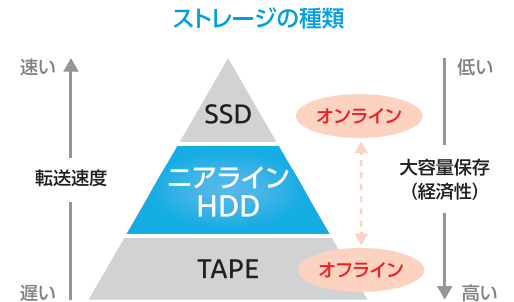 ストレージの種類
速い
低い
SSD
オンライン
転送速度
ニアライン
HDD
大容量保存
（経済性）
TAPE
オフライン
遅い
高い